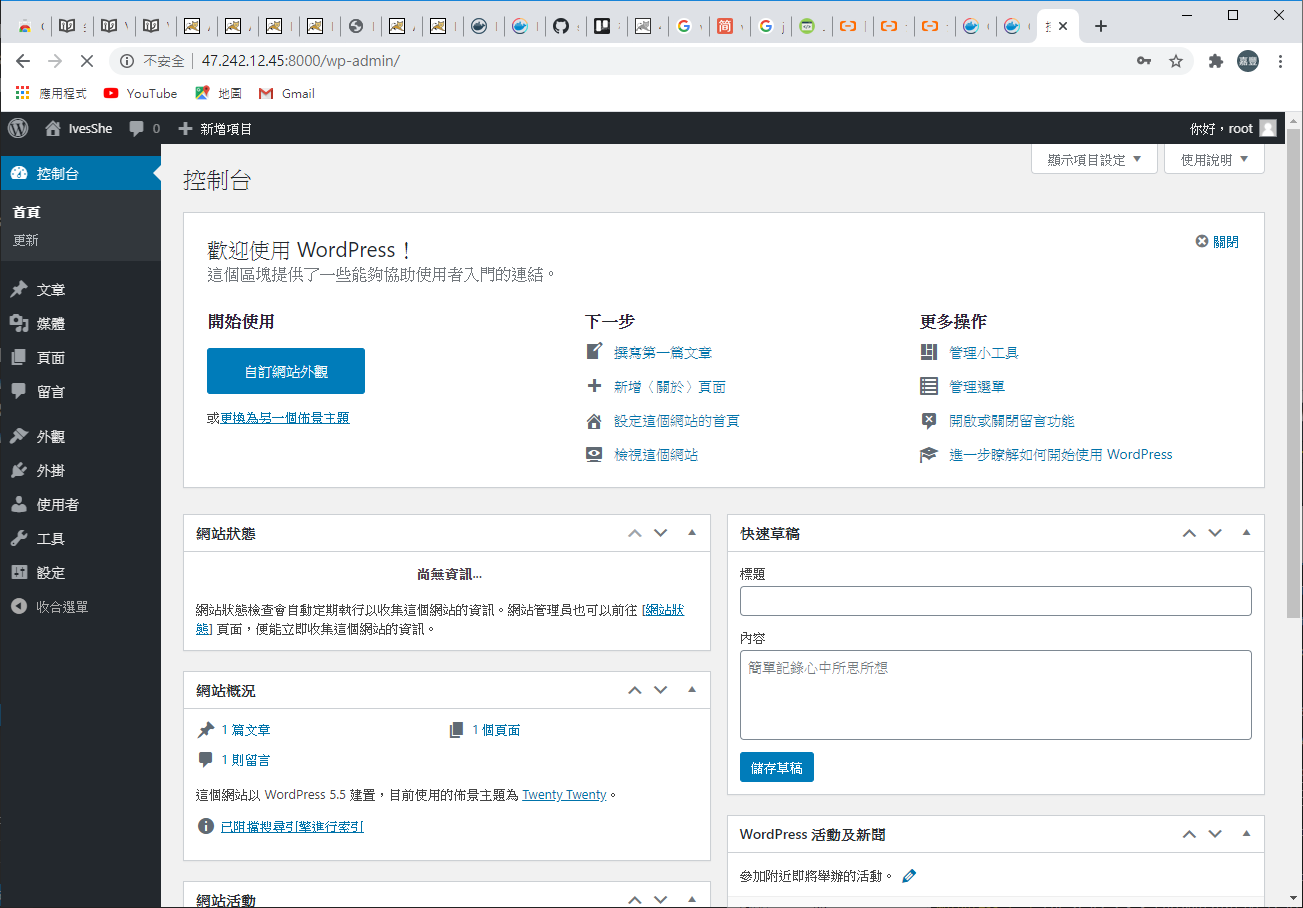 不安全 47.242.12.45:8000/wp-admin/
嘉豐
應用程式 YouTube 地圖 Gmail
IvesShe 0 新增項目 你好，root
控制台
首頁
更新
文章
媒體
頁面
留言
外觀
外掛
使用者
工具
設定
收合選單
控制台
顯示項目設定 使用說明
歡迎使用 WordPress！
這個區塊提供了一些能夠協助使用者入門的連結。
關閉
開始使用
自訂網站外觀
或更換為另一個佈景主題
下一步
撰寫第一篇文章
新增〈關於〉頁面
設定這個網站的首頁
檢視這個網站
更多操作
管理小工具
管理選單
開啟或關閉留言功能
進一步瞭解如何開始使用 WordPress
網站狀態
尚無資訊...
網站狀態檢查會自動定期執行以收集這個網站的資訊。網站管理員也可以前往 [網站狀
態] 頁面，便能立即收集這個網站的資訊。
網站概況
1 篇文章 1 個頁面
1 則留言
這個網站以 WordPress 5.5 建置，目前使用的佈景主題為 Twenty Twenty。
已阻擋搜尋引擎進行索引
網站活動
快速草稿
標題
內容
簡單記錄心中所思所想
儲存草稿
WordPress 活動及新聞
參加附近即將舉辦的活動。